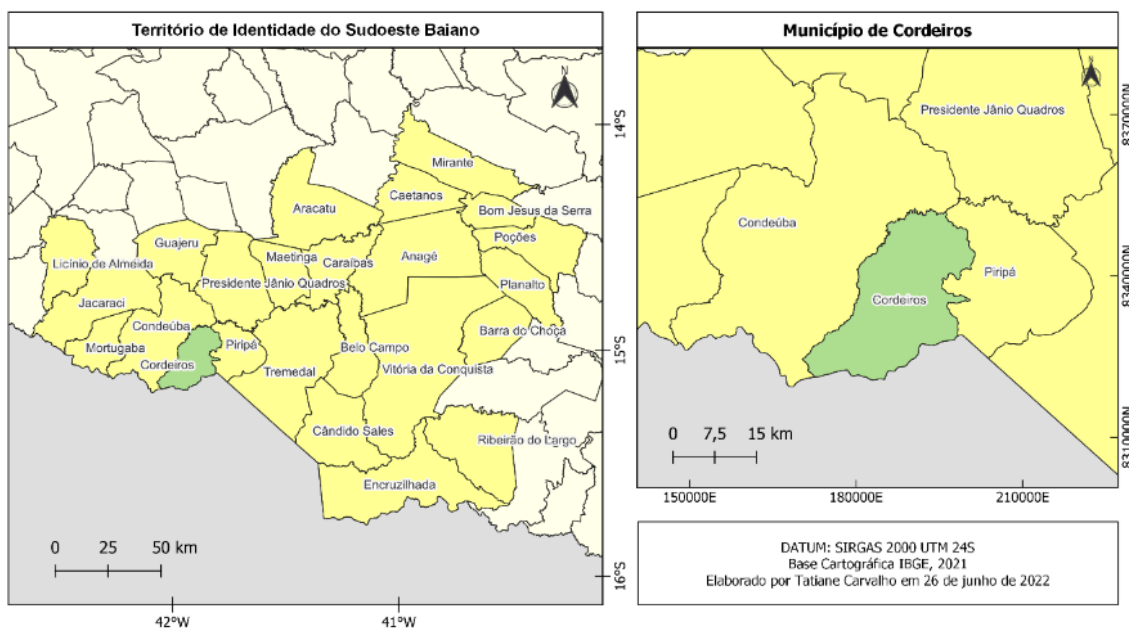 Território de Identidade do Sudoeste Baiano
N
14°S
Mirante
Caetanos
Aracatu
Bom Jesus da Serra
Guajeru
Poções
Maetinga
Anagé
Licínio de Almeida
Caraíbas
Presidente Jânio Quadros
Planalto
Jacaraci
Condeúba
Barra do Choça
Mortugaba
Piripá
Belo Campo
15°S
Cordeiros
Tremedal
Vitória da Conquista
Cândido Sales
Ribeirão do Largo
Encruzilhada
0 25 50 km
16°S
42°W 41°W
Município de Cordeiros
N
Presidente Jânio Quadros
8370000N
Condeúba
Piripá
8340000N
Cordeiros
0 7,5 15 km
8310000N
1500000E 1800000E 2100000E
DATUM: SIRGAS 2000 UTM 24S
Base Cartográfica IBGE, 2021
Elaborado por Tatiane Carvalho em 26 de junho de 2022